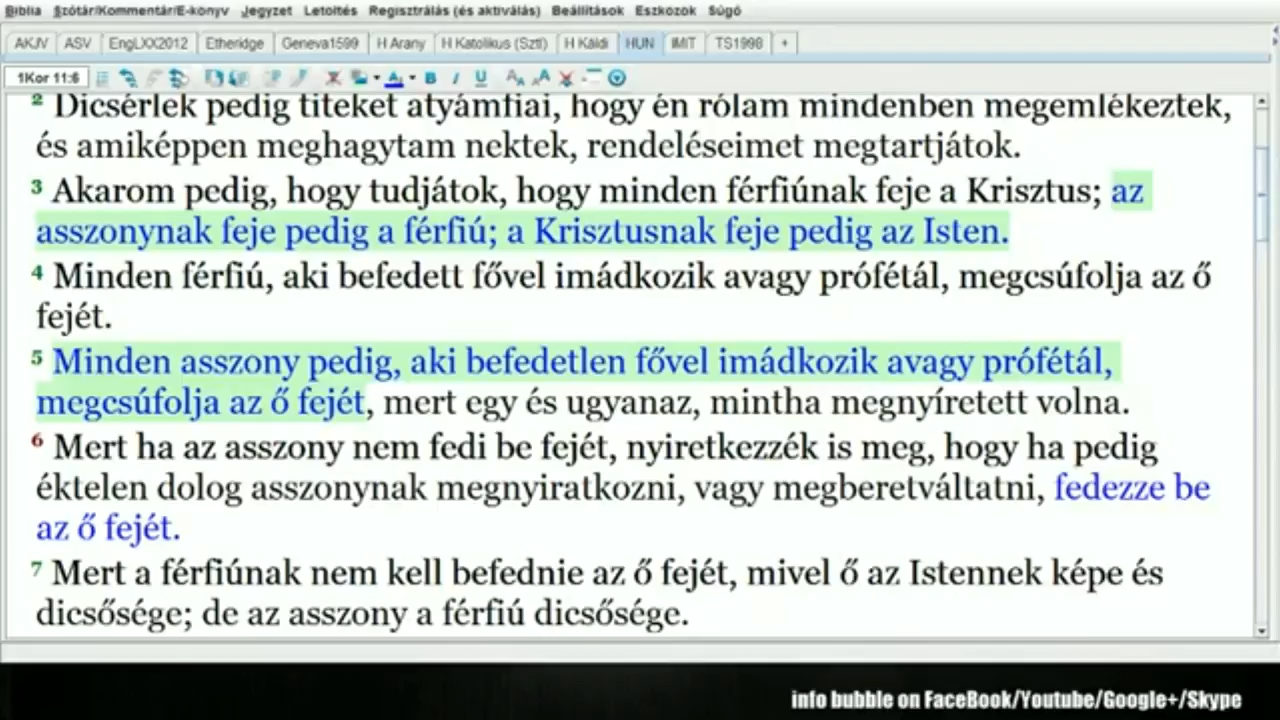 Biblia Szótár/Kommentár/E-könyv Jegyzet Letoltés Regisztrálás (és aktiválás) Beállítások Eszközök Súgó
AKJV ASV EngLXX2012 Etheridge Geneva1599 H Arany H Katolikus (SztI) H Káldi HUN IMIT TS1998 +
1Kor 11:6
2 Dicsérlek pedig titeket atyámfiai, hogy én rólam mindenben megemlékeztek,
és amiképpen meghagytam nektek, rendeléseimet megtartjátok.
3 Akarom pedig, hogy tudjátok, hogy minden férfiúnak feje a Krisztus; az
asszonynak feje pedig a férfiú; a Krisztusnak feje pedig az Isten.
4 Minden férfiú, aki befedett fővel imádkozik avagy prófétál, megcsúfolja az ő
fejét.
5 Minden asszony pedig, aki befedetlen fővel imádkozik avagy prófétál,
megcsúfolja az ő fejét, mert egy és ugyanaz, mintha megnyíretett volna.
6 Mert ha az asszony nem fedi be fejét, nyiretkezzék is meg, hogy ha pedig
éktelen dolog asszonynak megnyiratkozni, vagy megberetváltatni, fedezze be
az ő fejét.
7 Mert a férfiúnak nem kell befednie az ő fejét, mivel ő az Istennek képe és
dicsősége; de az asszony a férfiú dicsősége.
info bubble on FaceBook/Youtube/Google+/Skype